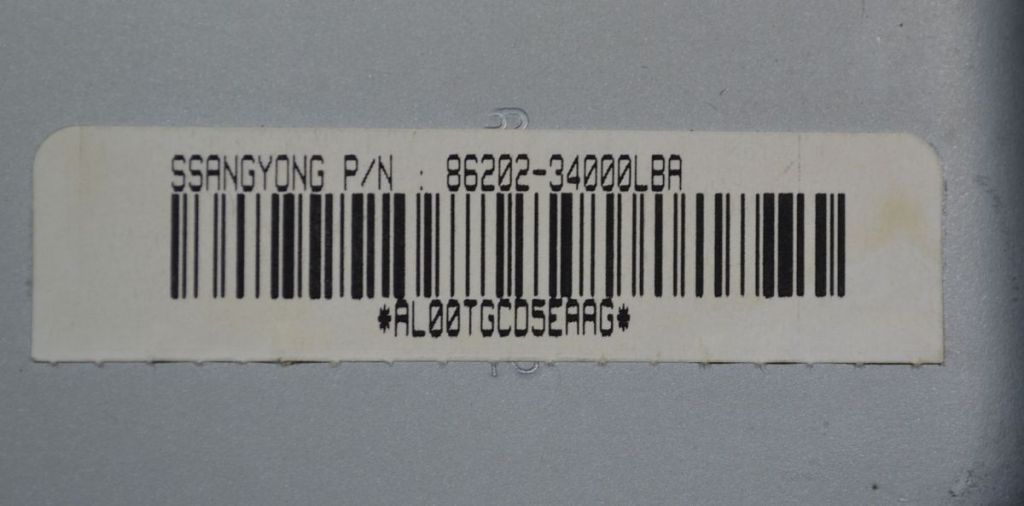 SSANGYONG P/N : 86202-34000LBA
*AL00TGCD5EAAG*